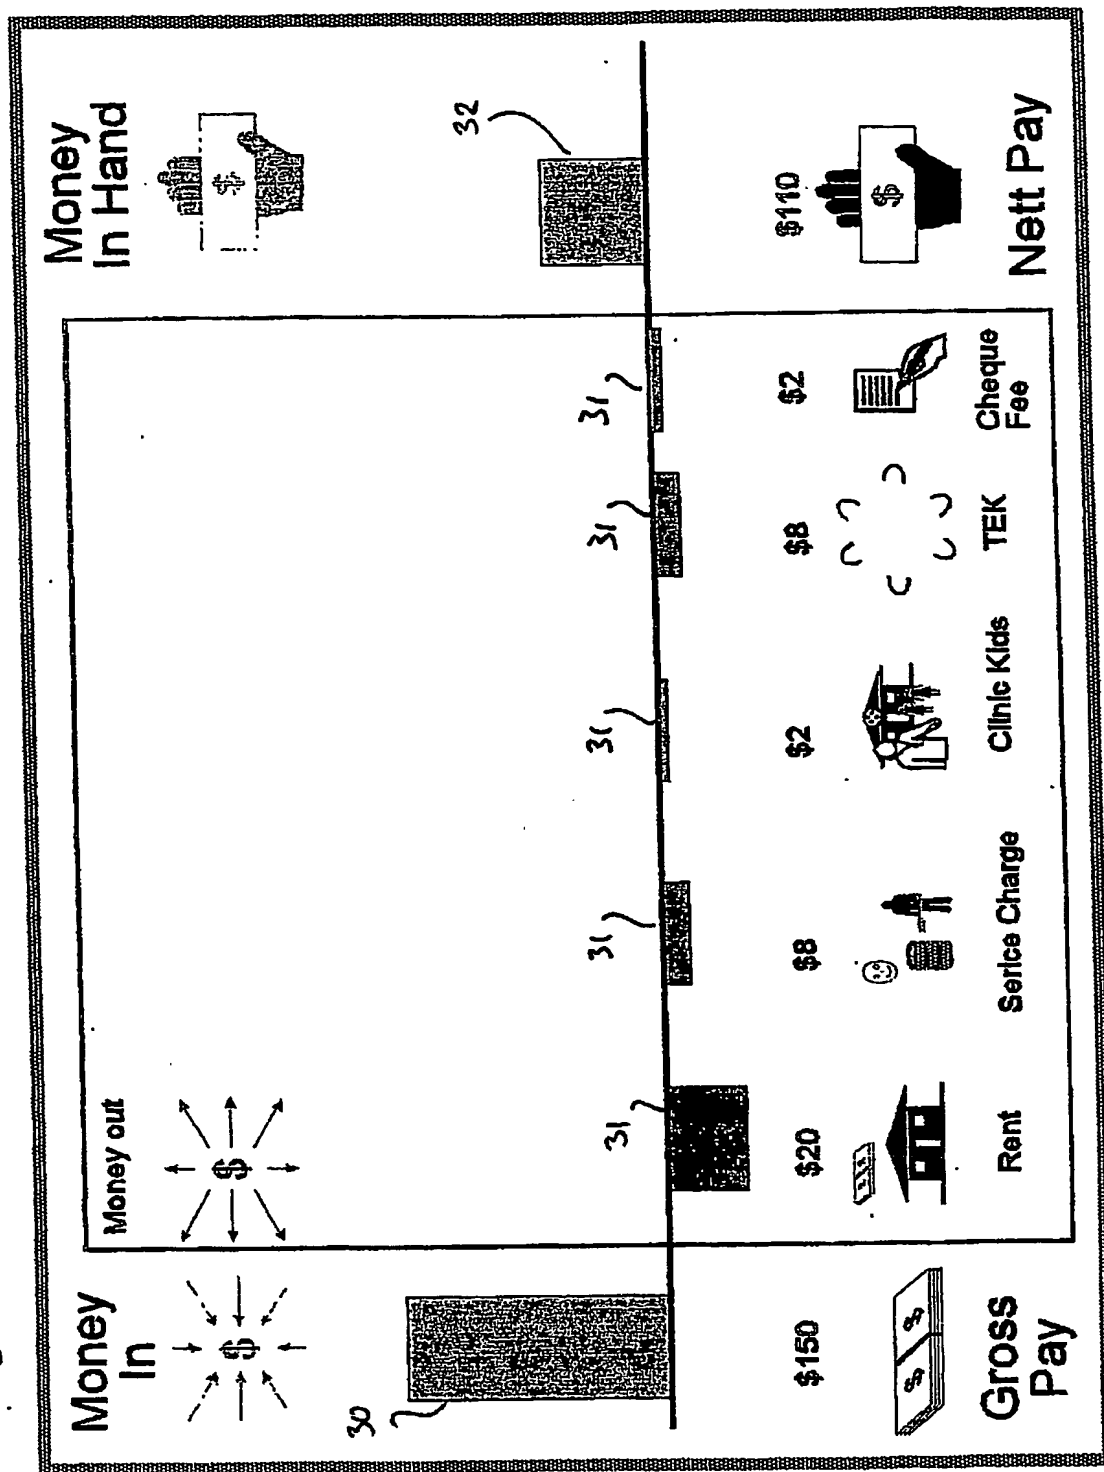 Money
In
Money out
Money
In Hand
30
31
31
31
31
31
32
$150
$20
$8
$2
$8
$2
$110
$
$
$
$
$ $
Gross
Pay
Rent
Serice Charge
Clinic Kids
TEK
Cheque
Fee
Nett Pay